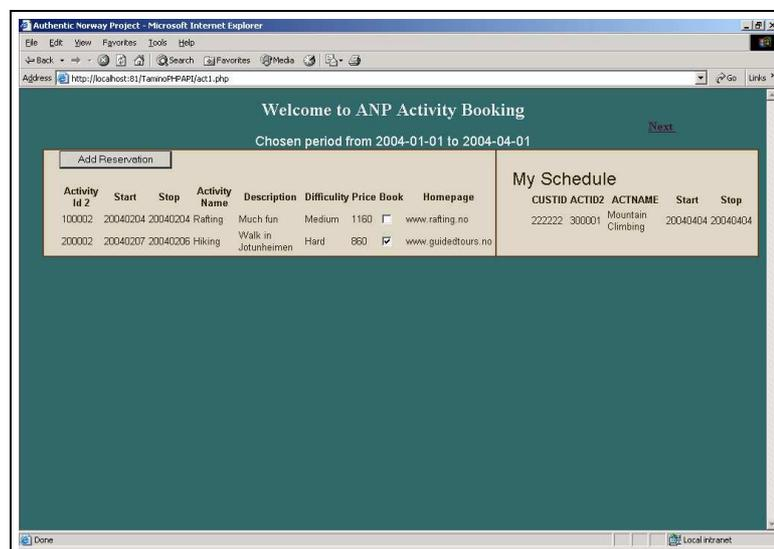 Authentic Norway Project - Microsoft Internet Explorer
File Edit View Favorites Tools Help
Back Search Favorites Media
Address http://localhost:81/TaminoPHPAPI/act1.php Go Links
Welcome to ANP Activity Booking
Next
Chosen period from 2004-01-01 to 2004-04-01
Add Reservation
My Schedule
Activity Id 2 Start Stop Activity Name Description Difficulity Price Book Homepage
100002 20040204 20040204 Rafting Much fun Medium 1160 www.rafting.no
200002 20040207 20040206 Hiking Walk in Jotunheimen Hard 860 www.guidedtours.no
CUSTID ACTID2 ACTNAME Start Stop
222222 300001 Mountain Climbing 20040404 20040404
Done Local intranet